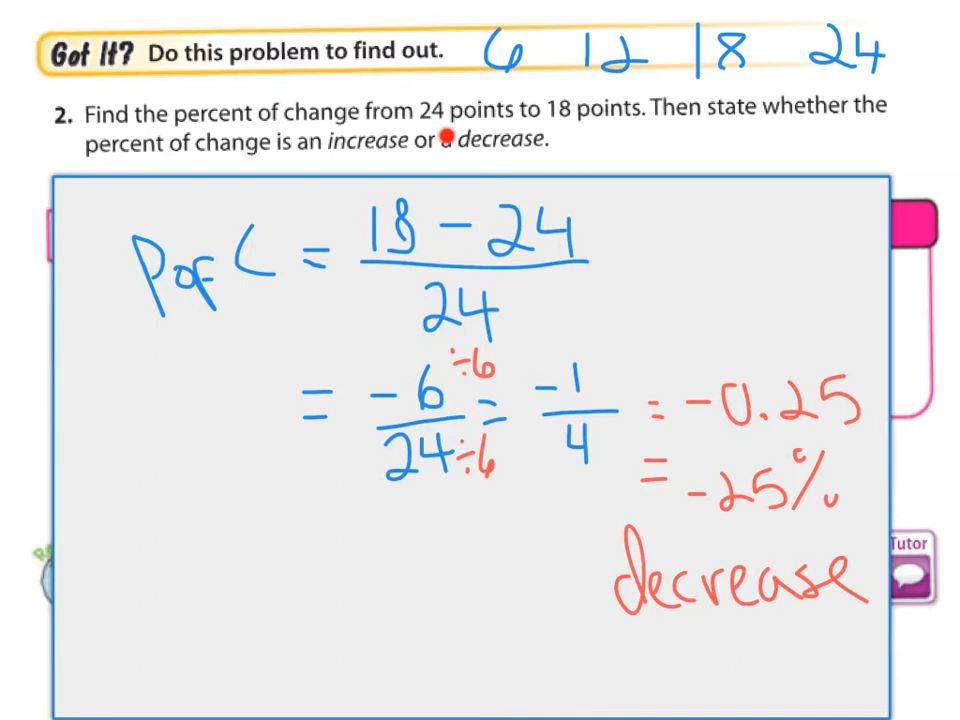 Got It? Do this problem to find out. 6 12 18 24
2. Find the percent of change from 24 points to 18 points. Then state whether the
percent of change is an increase or a decrease.
P of C = 18 - 24
24
= -6 ÷6 = -1 = -0.25
24 ÷6 4
= -25%
decrease
Tutor